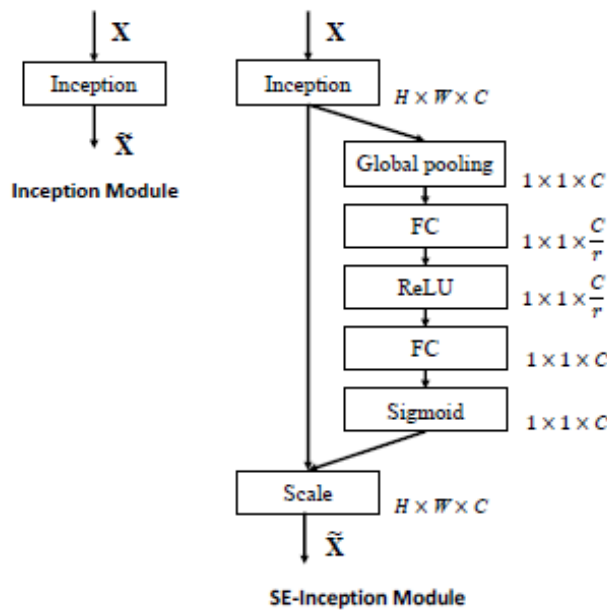 X
Inception
X̃
Inception Module
X
Inception
H × W × C
Global pooling
1 × 1 × C
FC
1 × 1 × C/r
ReLU
1 × 1 × C/r
FC
1 × 1 × C
Sigmoid
1 × 1 × C
Scale
H × W × C
X̃
SE-Inception Module